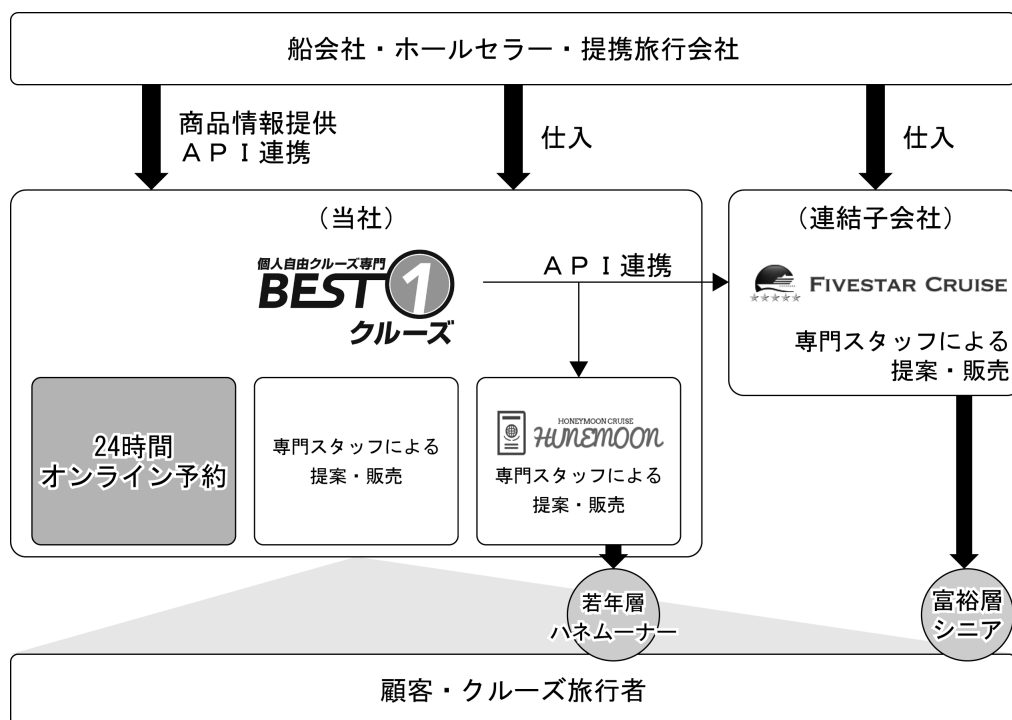 船会社・ホールセラー・提携旅行会社
商品情報提供
ＡＰＩ連携
仕入
仕入
（当社）
（連結子会社）
個人自由クルーズ専門
BEST1
クルーズ
ＡＰＩ連携
FIVESTAR CRUISE
専門スタッフによる
提案・販売
24時間
オンライン予約
専門スタッフによる
提案・販売
HONEYMOON CRUISE
HUNEMOON
専門スタッフによる
提案・販売
若年層
ハネムーナー
富裕層
シニア
顧客・クルーズ旅行者